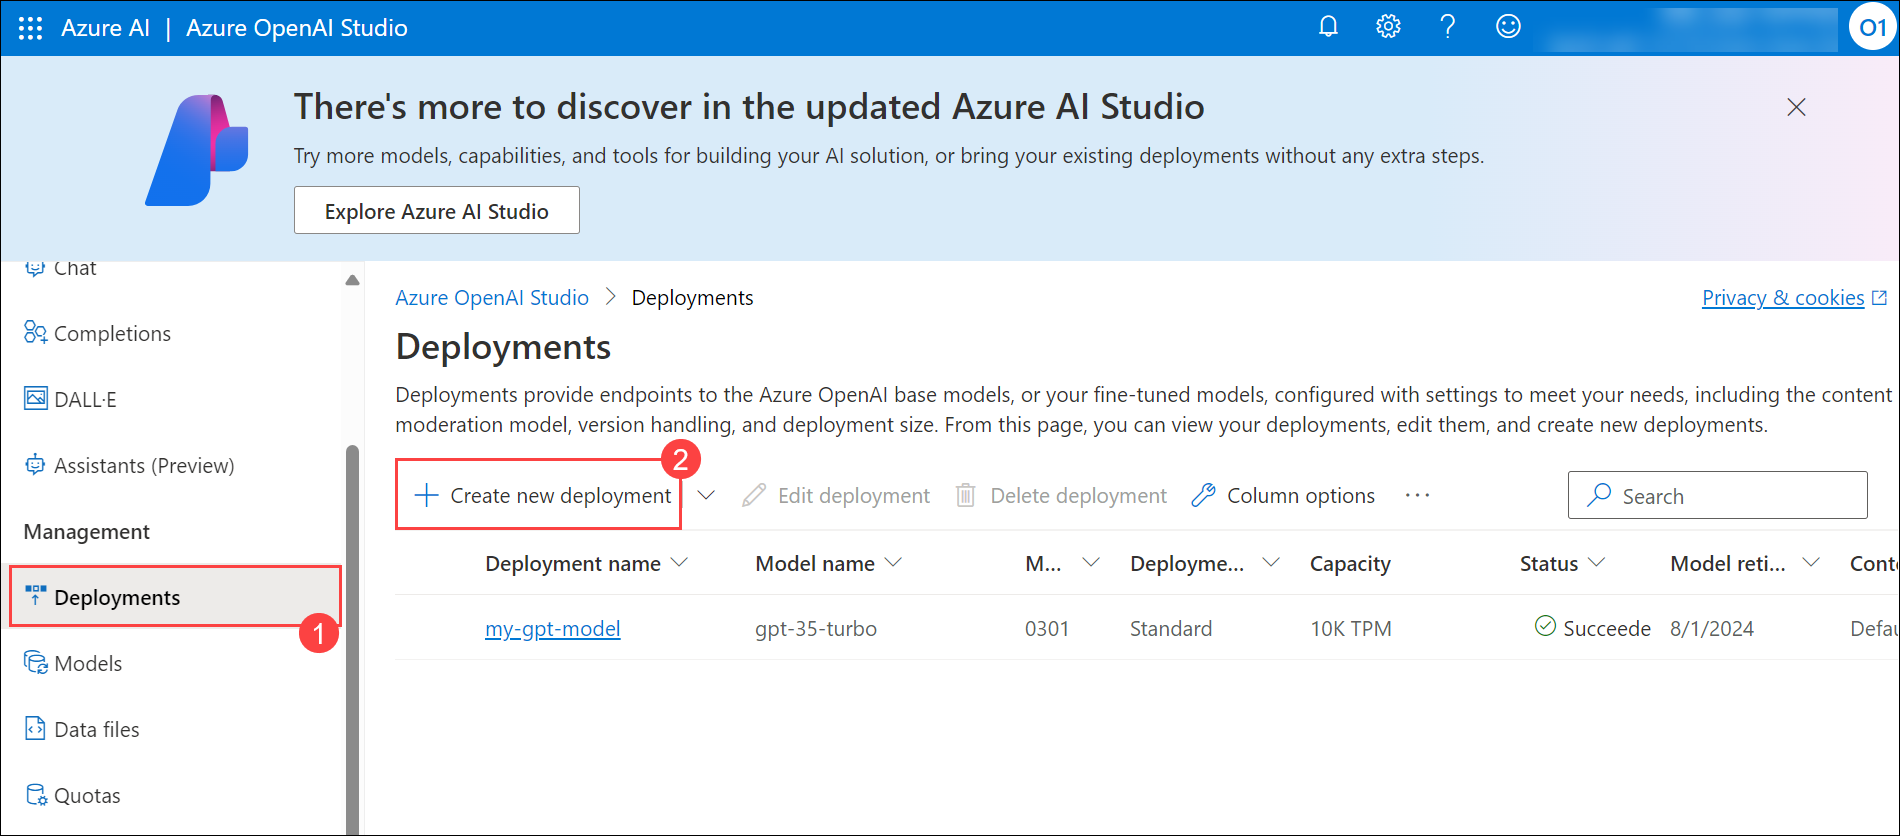 Azure AI | Azure OpenAI Studio
O1
There's more to discover in the updated Azure AI Studio
Try more models, capabilities, and tools for building your AI solution, or bring your existing deployments without any extra steps.
Explore Azure AI Studio
Chat
Completions
DALL·E
Assistants (Preview)
Management
Deployments
1
Models
Data files
Quotas
Azure OpenAI Studio > Deployments
Privacy & cookies
Deployments
Deployments provide endpoints to the Azure OpenAI base models, or your fine-tuned models, configured with settings to meet your needs, including the content
moderation model, version handling, and deployment size. From this page, you can view your deployments, edit them, and create new deployments.
2
Create new deployment Edit deployment Delete deployment Column options ... Search
Deployment name Model name M... Deployme... Capacity Status Model reti... Conte
my-gpt-model gpt-35-turbo 0301 Standard 10K TPM Succeede 8/1/2024 Defau